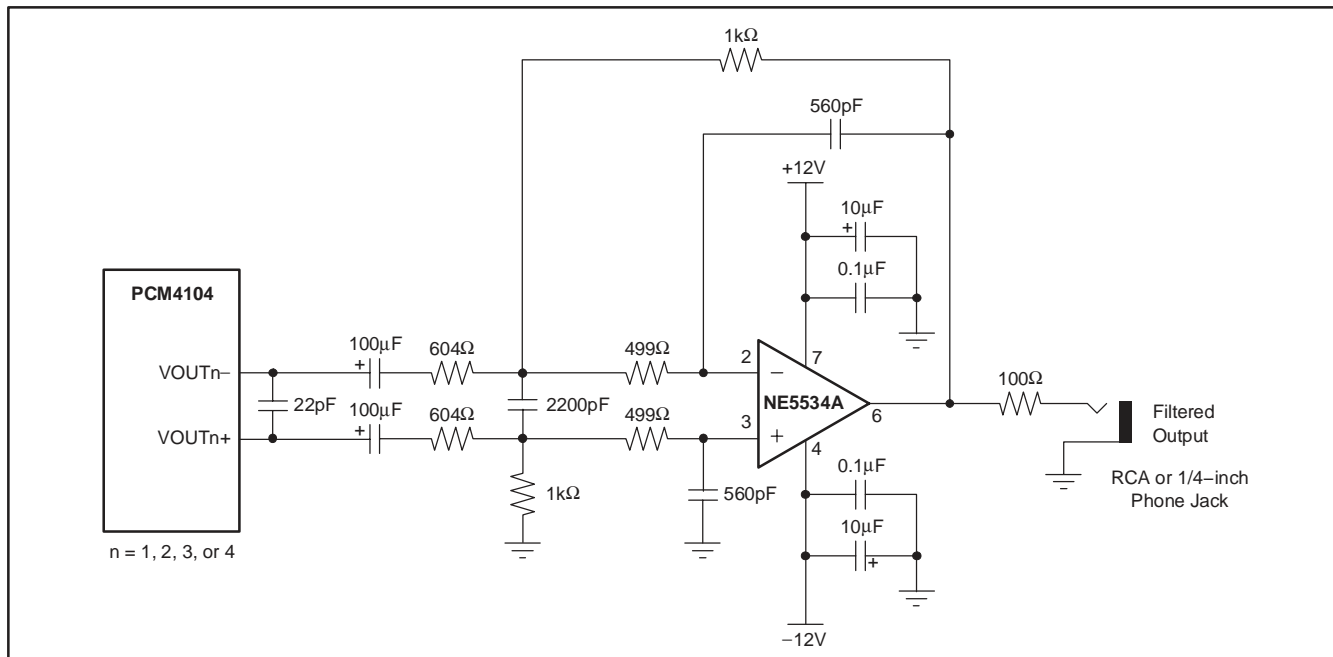 1kΩ
560pF
+12V
10μF
+
0.1μF
PCM4104
100μF
+
604Ω
499Ω
2
7
VOUTn−
−
22pF
100μF
+
604Ω
2200pF
499Ω
NE5534A
6
100Ω
Filtered
Output
VOUTn+
3
+
4
RCA or 1/4−inch
Phone Jack
1kΩ
560pF
0.1μF
10μF
+
n = 1, 2, 3, or 4
−12V